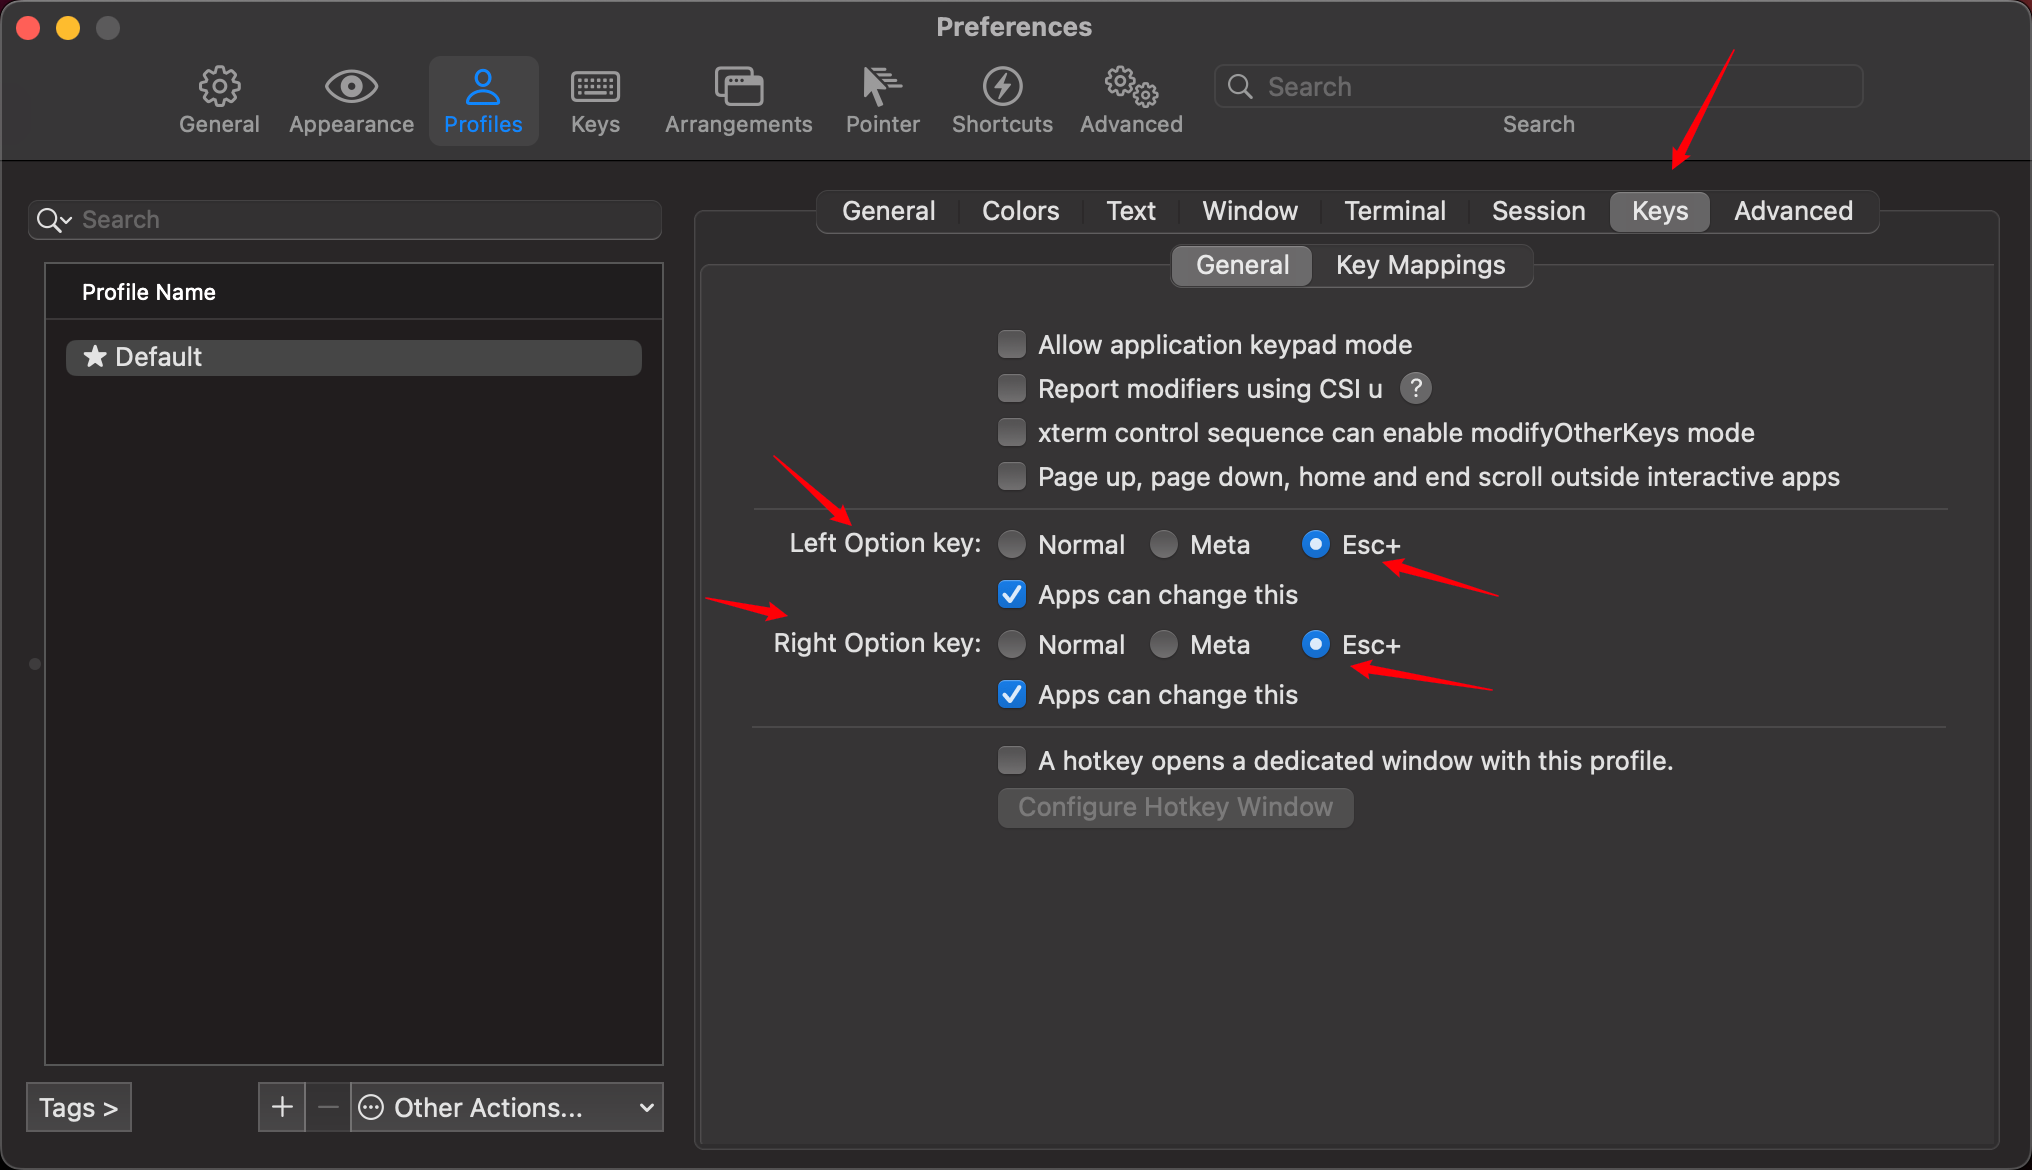 Preferences
General Appearance Profiles Keys Arrangements Pointer Shortcuts Advanced Search
Search
Search
General Colors Text Window Terminal Session Keys Advanced
General Key Mappings
Profile Name
★ Default
Allow application keypad mode
Report modifiers using CSI u ?
xterm control sequence can enable modifyOtherKeys mode
Page up, page down, home and end scroll outside interactive apps
Left Option key: Normal Meta Esc+
Apps can change this
Right Option key: Normal Meta Esc+
Apps can change this
A hotkey opens a dedicated window with this profile.
Configure Hotkey Window
Tags > + − Other Actions...